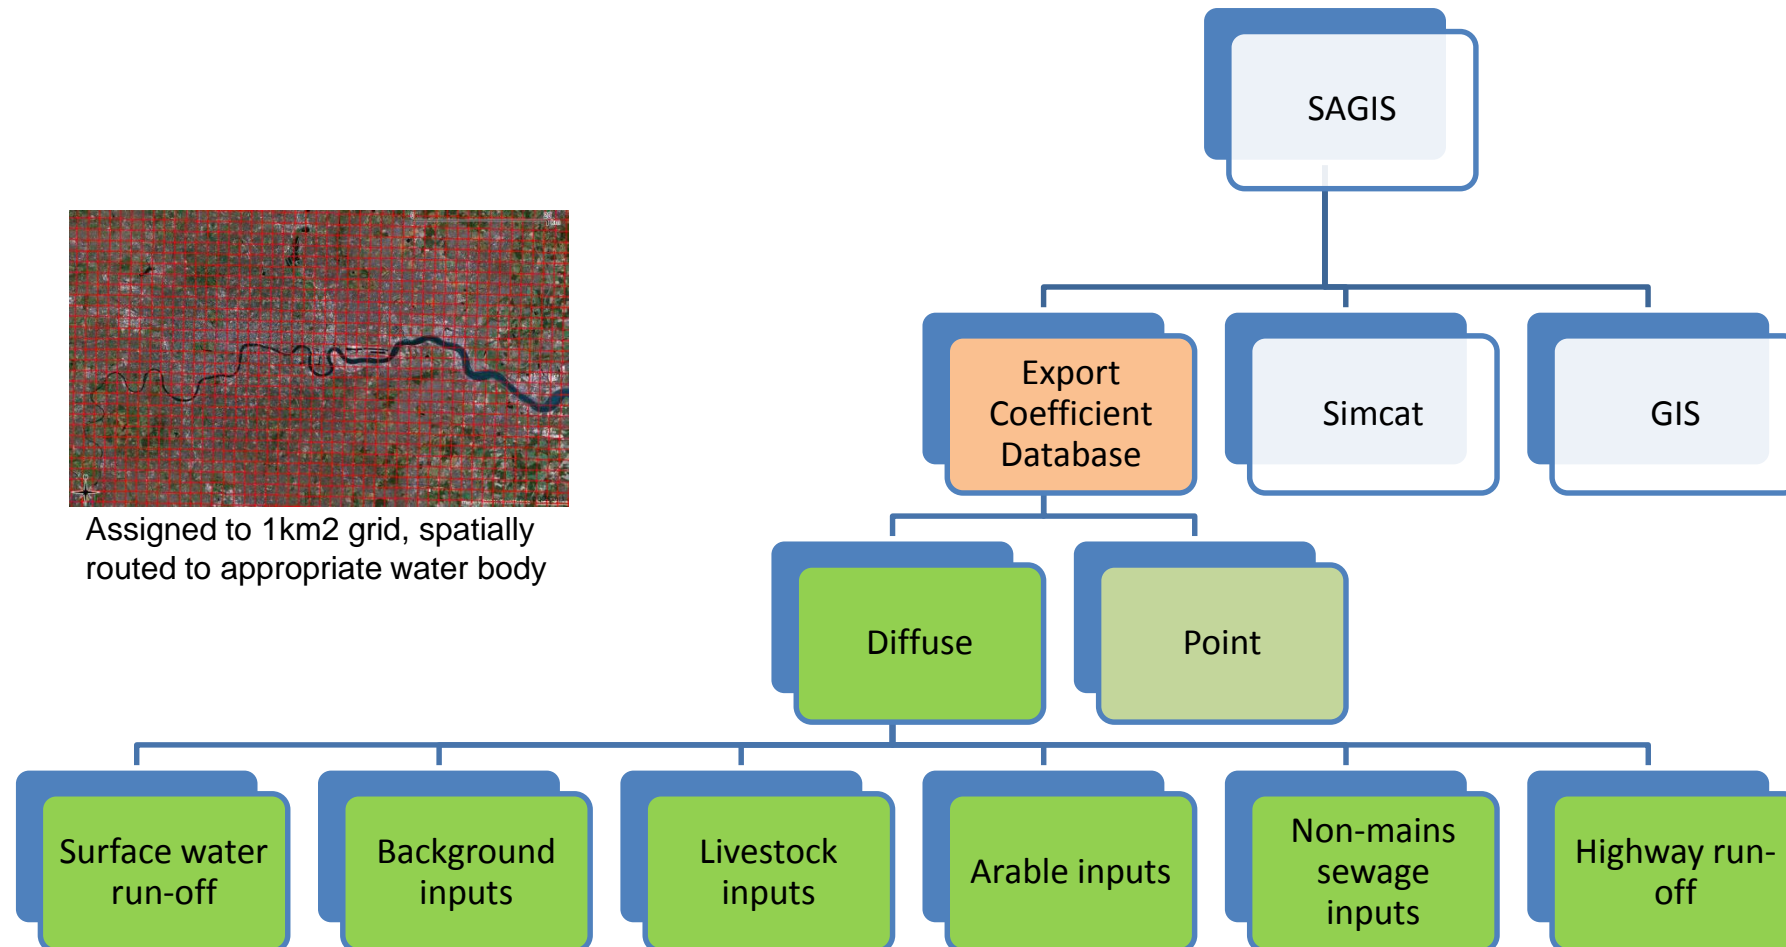 SAGIS
Export
Coefficient
Database
Simcat
GIS
Assigned to 1km2 grid, spatially
routed to appropriate water body
Diffuse
Point
Surface water
run-off
Background
inputs
Livestock
inputs
Arable inputs
Non-mains
sewage
inputs
Highway run-
off